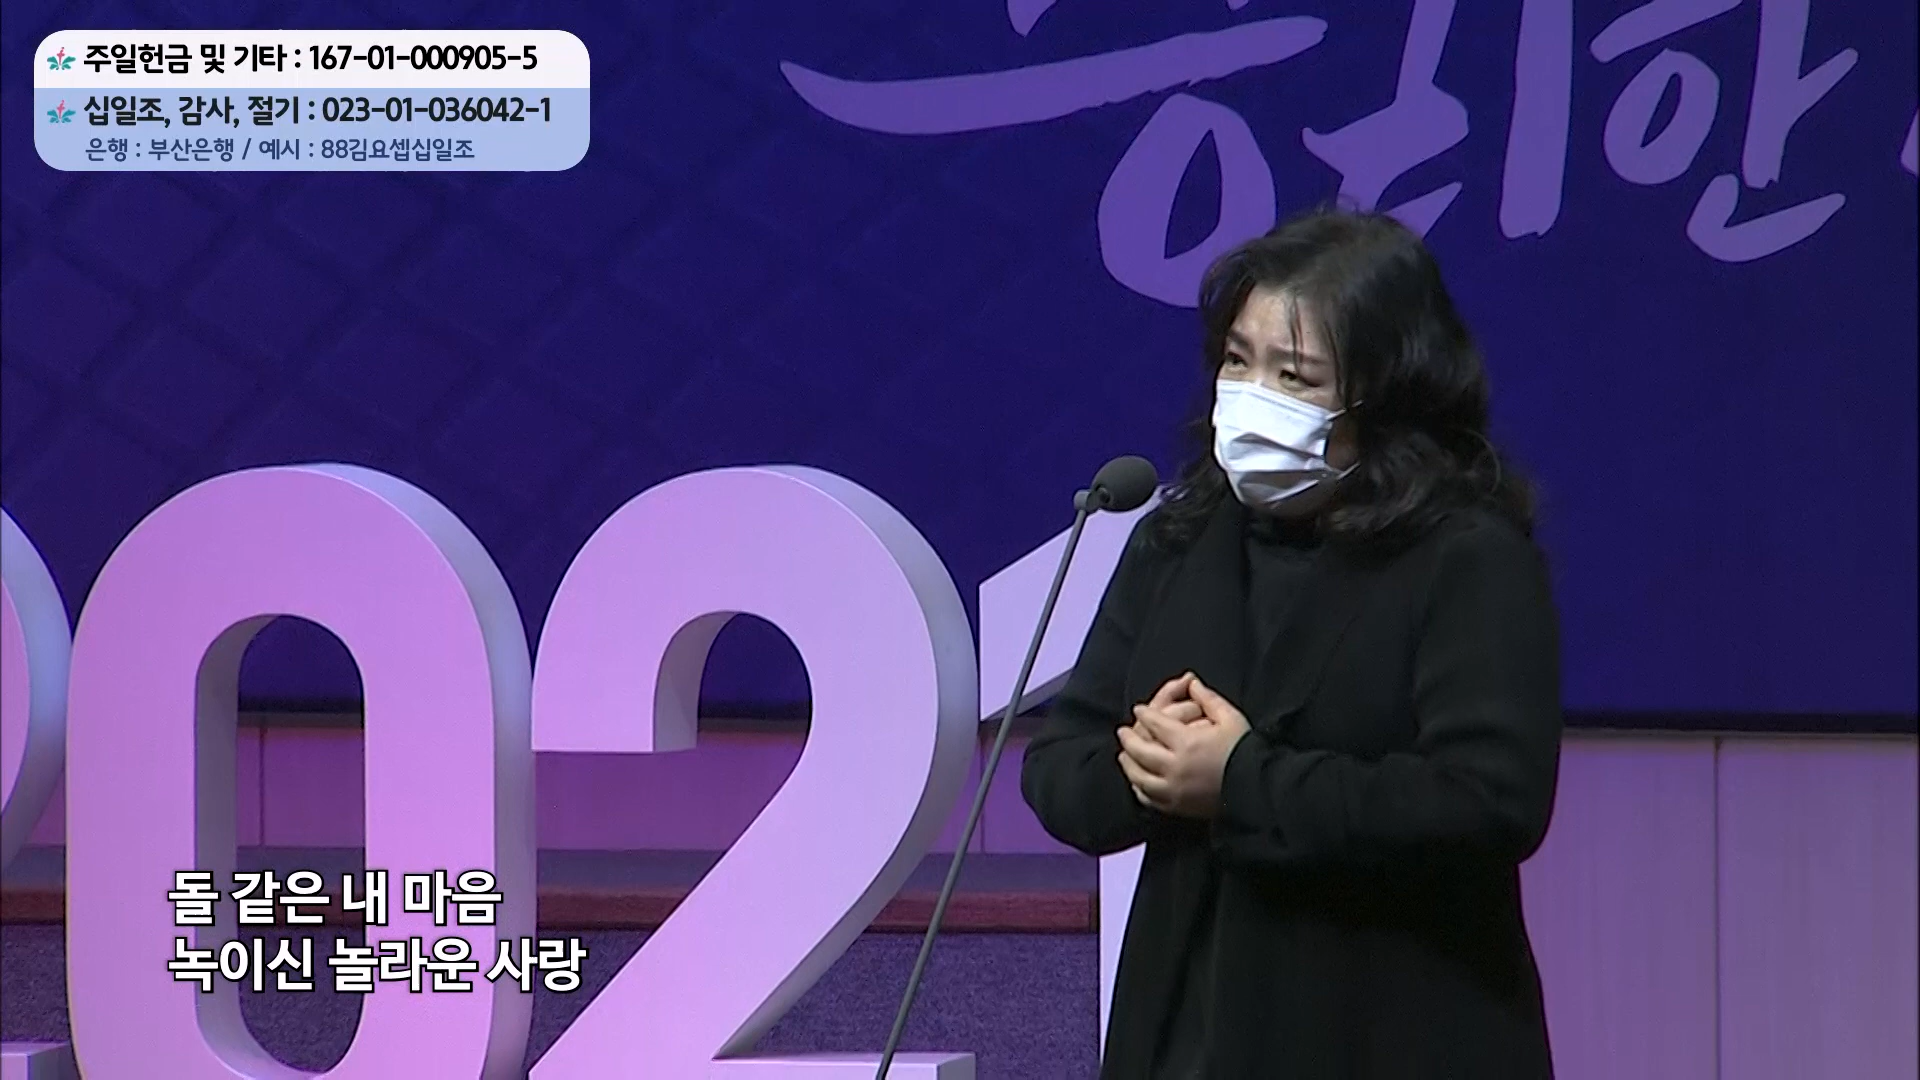 주일헌금 및 기타 : 167-01-000905-5
십일조, 감사, 절기 : 023-01-036042-1
은행 : 부산은행 / 예시 : 88김요셉십일조
2021
돌 같은 내 마음
녹이신 놀라운 사랑